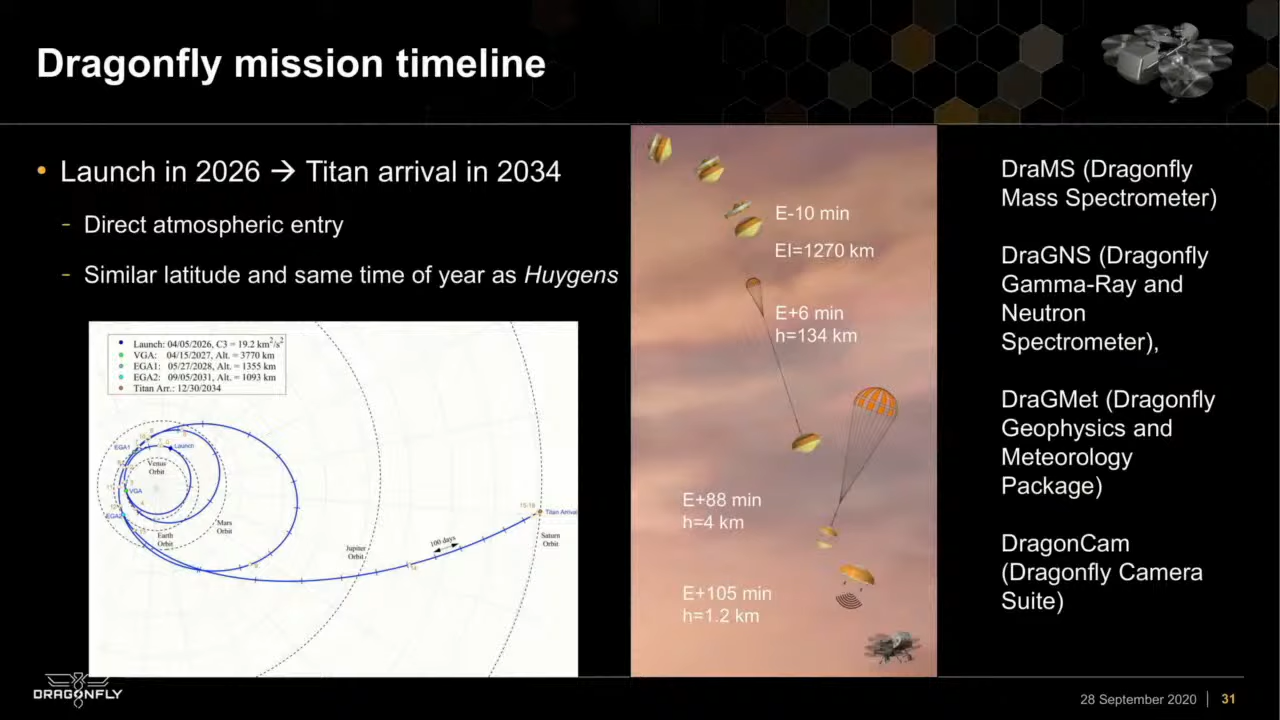 Dragonfly mission timeline
• Launch in 2026 → Titan arrival in 2034
- Direct atmospheric entry
- Similar latitude and same time of year as Huygens
Launch: 04/05/2026, C3 = 19.2 km²/s²
VGA: 04/15/2027, Alt. = 3770 km
EGA1: 05/27/2028, Alt. = 1355 km
EGA2: 09/05/2031, Alt. = 1093 km
Titan Arr.: 12/30/2034
EGA1
Launch
Venus
Orbit
VGA
EGA2
Earth
Orbit
Mars
Orbit
Jupiter
Orbit
100 days
Titan Arrival
Saturn
Orbit
E-10 min
EI=1270 km
E+6 min
h=134 km
E+88 min
h=4 km
E+105 min
h=1.2 km
DraMS (Dragonfly
Mass Spectrometer)
DraGNS (Dragonfly
Gamma-Ray and
Neutron
Spectrometer),
DraGMet (Dragonfly
Geophysics and
Meteorology
Package)
DragonCam
(Dragonfly Camera
Suite)
DRAGONFLY
28 September 2020 | 31